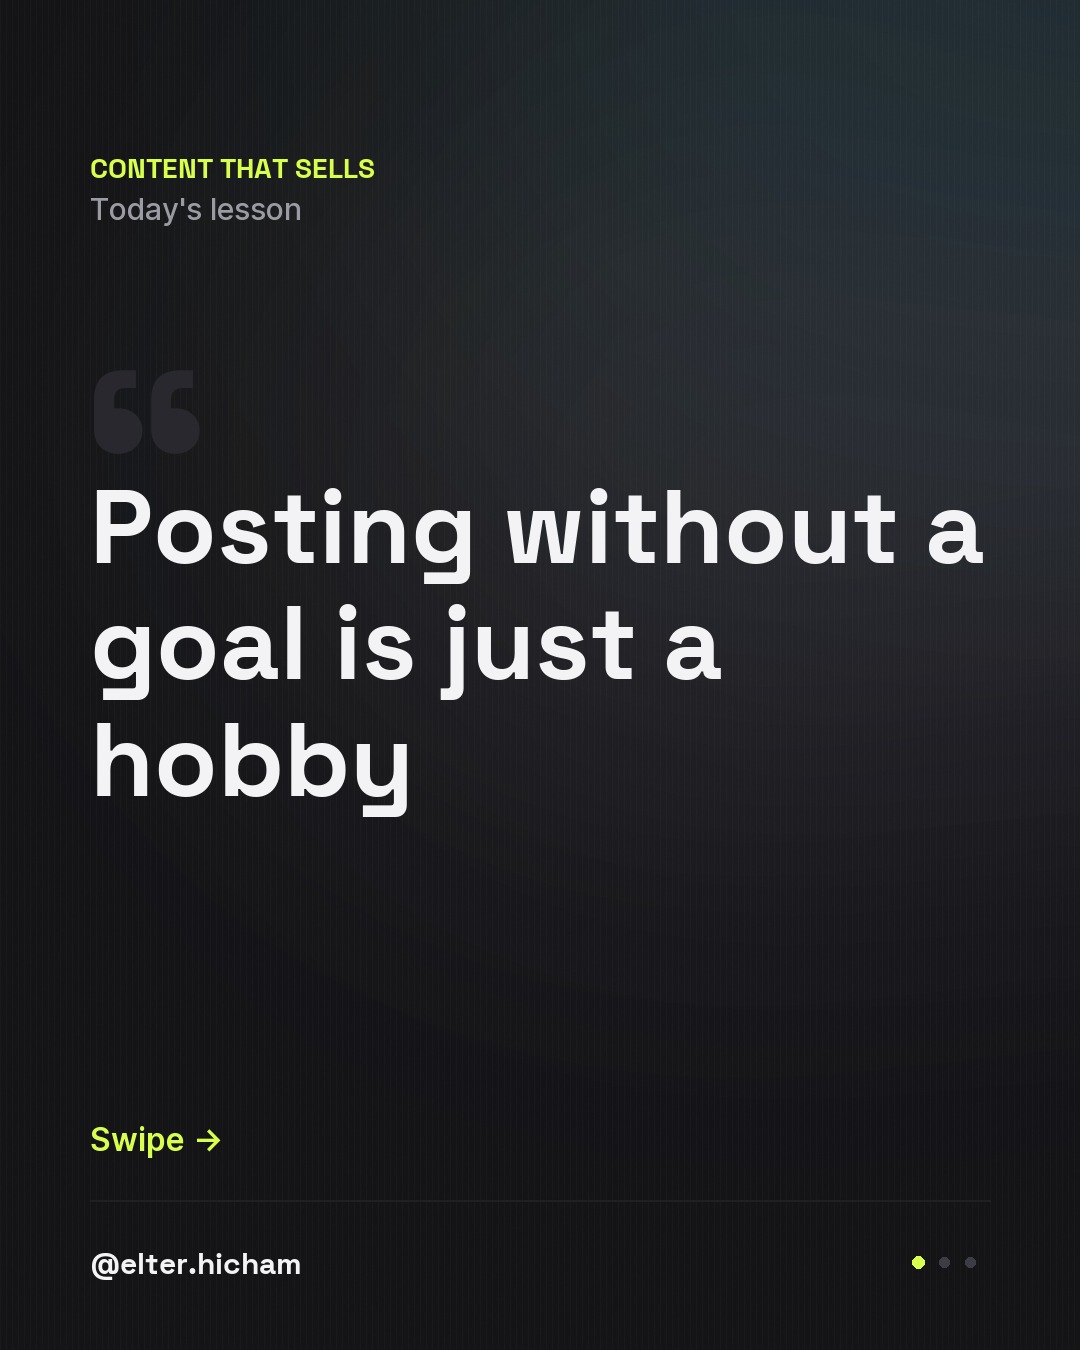 CONTENT THAT SELLS
Today's lesson
“
Posting without a
goal is just a
hobby
Swipe →
@elter.hicham